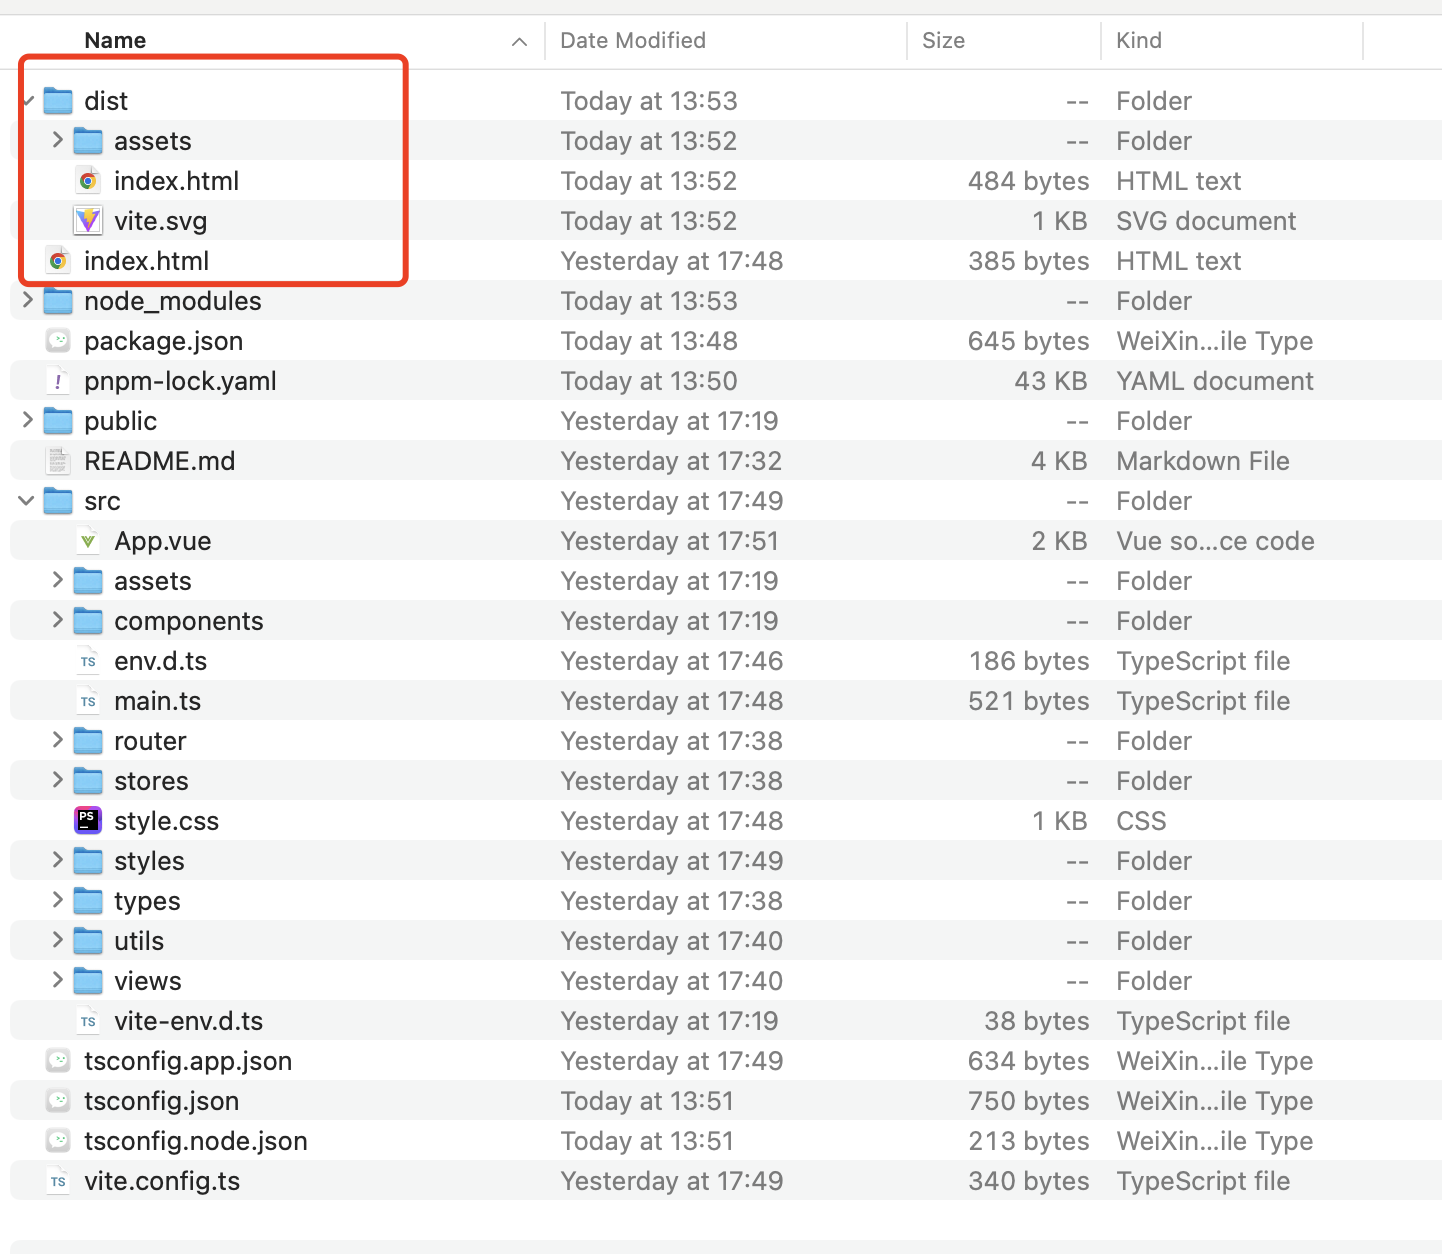 Name Date Modified Size Kind
dist Today at 13:53 -- Folder
assets Today at 13:52 -- Folder
index.html Today at 13:52 484 bytes HTML text
vite.svg Today at 13:52 1 KB SVG document
index.html Yesterday at 17:48 385 bytes HTML text
node_modules Today at 13:53 -- Folder
package.json Today at 13:48 645 bytes WeiXin...ile Type
pnpm-lock.yaml Today at 13:50 43 KB YAML document
public Yesterday at 17:19 -- Folder
README.md Yesterday at 17:32 4 KB Markdown File
src Yesterday at 17:49 -- Folder
App.vue Yesterday at 17:51 2 KB Vue so...ce code
assets Yesterday at 17:19 -- Folder
components Yesterday at 17:19 -- Folder
TS env.d.ts Yesterday at 17:46 186 bytes TypeScript file
TS main.ts Yesterday at 17:48 521 bytes TypeScript file
router Yesterday at 17:38 -- Folder
stores Yesterday at 17:38 -- Folder
PS style.css Yesterday at 17:48 1 KB CSS
styles Yesterday at 17:49 -- Folder
types Yesterday at 17:38 -- Folder
utils Yesterday at 17:40 -- Folder
views Yesterday at 17:40 -- Folder
TS vite-env.d.ts Yesterday at 17:19 38 bytes TypeScript file
tsconfig.app.json Yesterday at 17:49 634 bytes WeiXin...ile Type
tsconfig.json Today at 13:51 750 bytes WeiXin...ile Type
tsconfig.node.json Today at 13:51 213 bytes WeiXin...ile Type
TS vite.config.ts Yesterday at 17:49 340 bytes TypeScript file